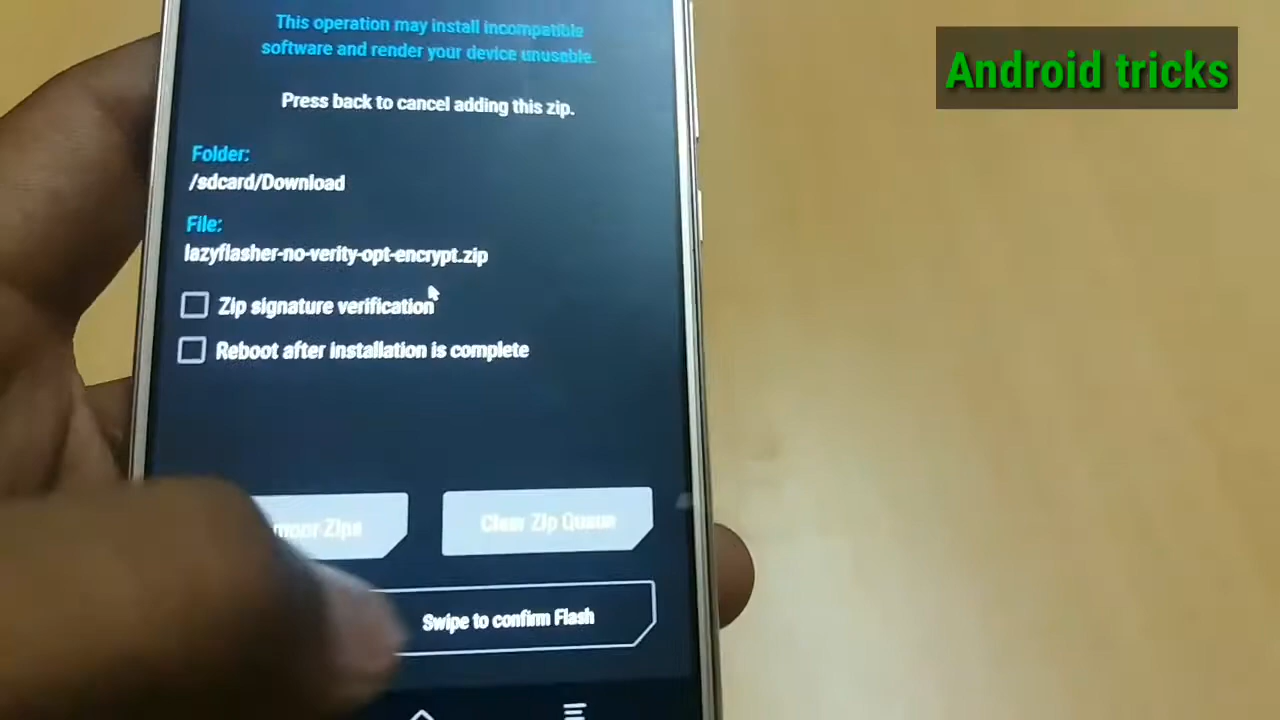 This operation may install incompatible
software and render your device unusable.
Android tricks
Press back to cancel adding this zip.
Folder:
/sdcard/Download
File:
lazyflasher-no-verity-opt-encrypt.zip
Zip signature verification
Reboot after installation is complete
Zips
Clear Zip Queue
Swipe to confirm Flash